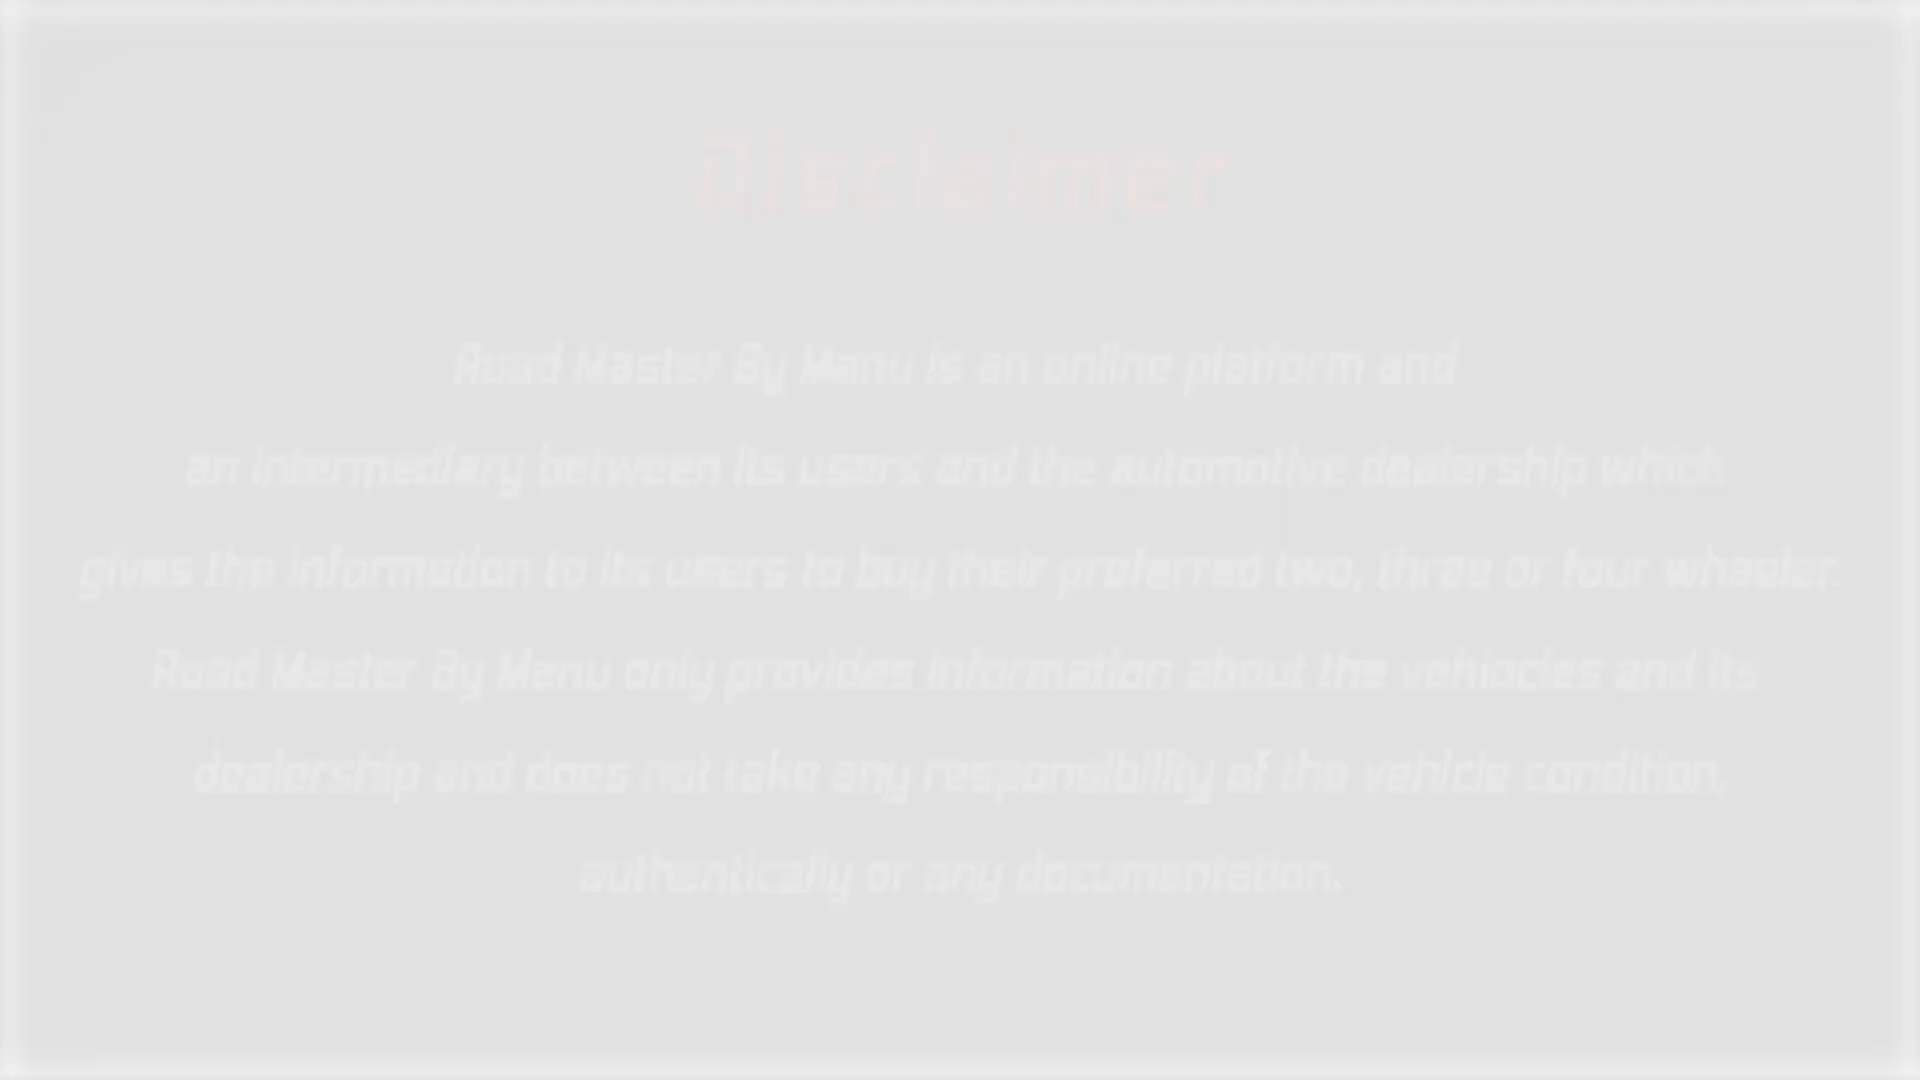 Disclaimer
Road Master By Manu is an online platform and
an intermediary between its users and the automotive dealership which
gives the information to its users to buy their preferred two, three or four wheeler.
Road Master By Manu only provides information about the vehiocles and its
dealership and does not take any responsibility of the vehicle condition,
authentically or any documentation.